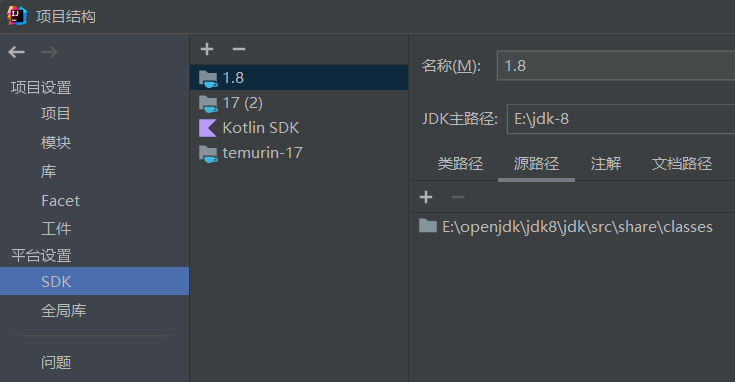 项目结构
项目设置
项目
模块
库
Facet
工件
平台设置
SDK
全局库
问题
1.8
17 (2)
Kotlin SDK
temurin-17
名称(M): 1.8
JDK主路径: E:\jdk-8
类路径 源路径 注解 文档路径
E:\openjdk\jdk8\jdk\src\share\classes